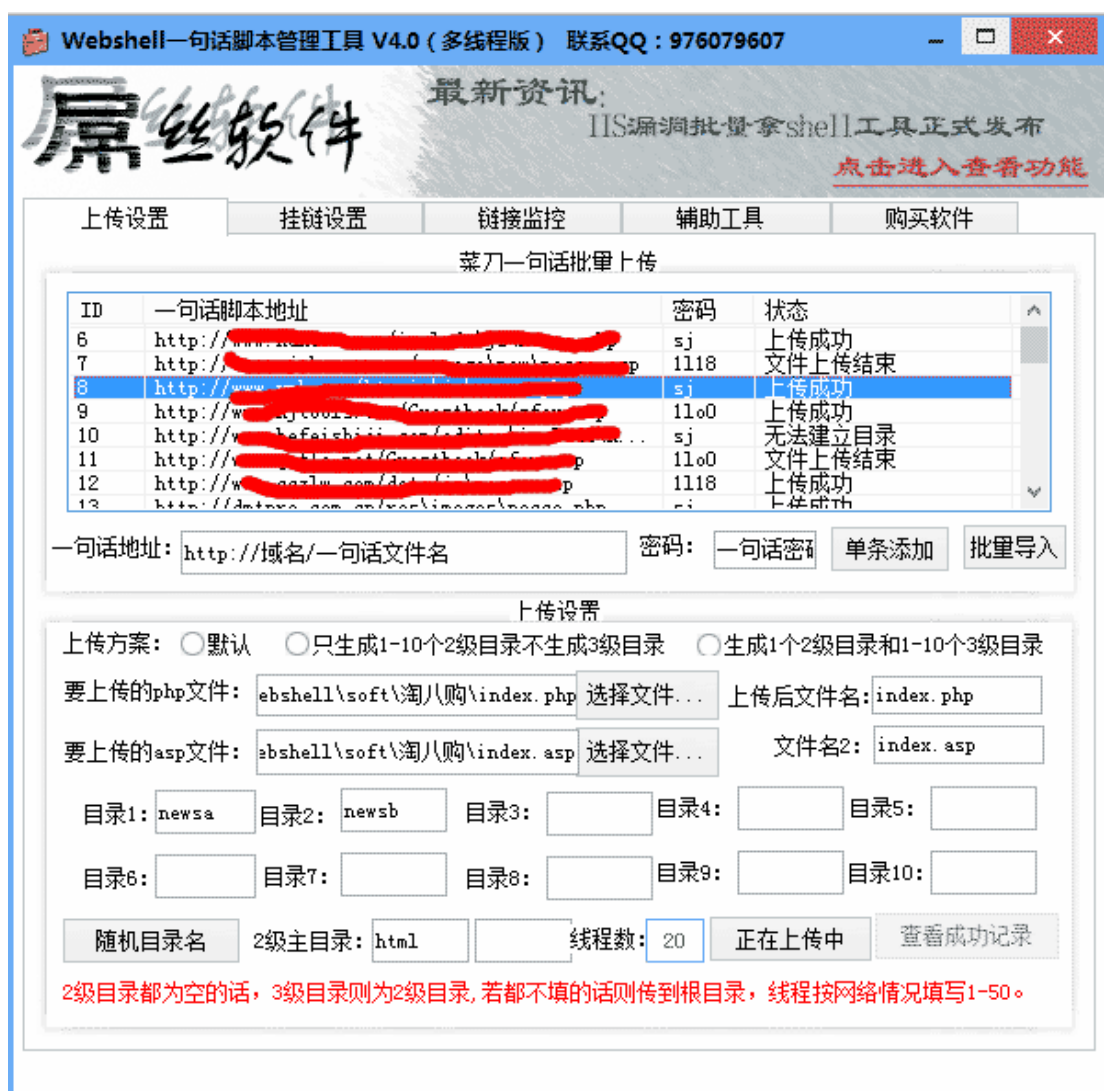 Webshell一句话脚本管理工具 V4.0(多线程版) 联系QQ:976079607
屌丝软件
最新资讯:
IIS漏洞批量拿shell工具正式发布
点击进入查看功能
上传设置 挂链设置 链接监控 辅助工具 购买软件
菜刀一句话批量上传
ID 一句话脚本地址 密码 状态
6 http:// sj 上传成功
7 http:// 1118 文件上传结束
8 http:// sj 上传成功
9 http:// 11o0 上传成功
10 http:// sj 无法建立目录
11 http:// 11o0 文件上传结束
12 http:// 1118 上传成功
13 sj 上传成功
一句话地址: http://域名/一句话文件名 密码: 一句话密码 单条添加 批量导入
上传设置
上传方案: 默认 只生成1-10个2级目录不生成3级目录 生成1个2级目录和1-10个3级目录
要上传的php文件: ebshell\soft\淘八购\index.php 选择文件... 上传后文件名: index.php
要上传的asp文件: ebshell\soft\淘八购\index.asp 选择文件... 文件名2: index.asp
目录1: newsa 目录2: newsb 目录3: 目录4: 目录5:
目录6: 目录7: 目录8: 目录9: 目录10:
随机目录名 2级主目录: html 线程数: 20 正在上传中 查看成功记录
2级目录都为空的话,3级目录则为2级目录,若都不填的话则传到根目录,线程按网络情况填写1-50。